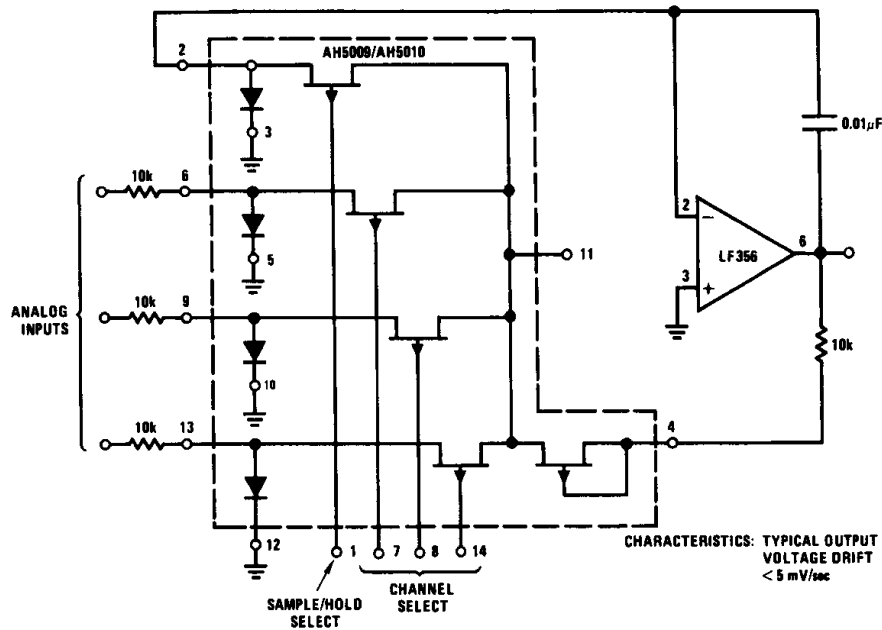 AH5009/AH5010
2
3
0.01µF
10k
6
5
11
2
−
6
LF356
3
+
ANALOG
INPUTS
10k
9
10
10k
10k
13
4
12
1
7
8
14
CHARACTERISTICS: TYPICAL OUTPUT
VOLTAGE DRIFT
< 5 mV/sec
SAMPLE/HOLD
SELECT
CHANNEL
SELECT